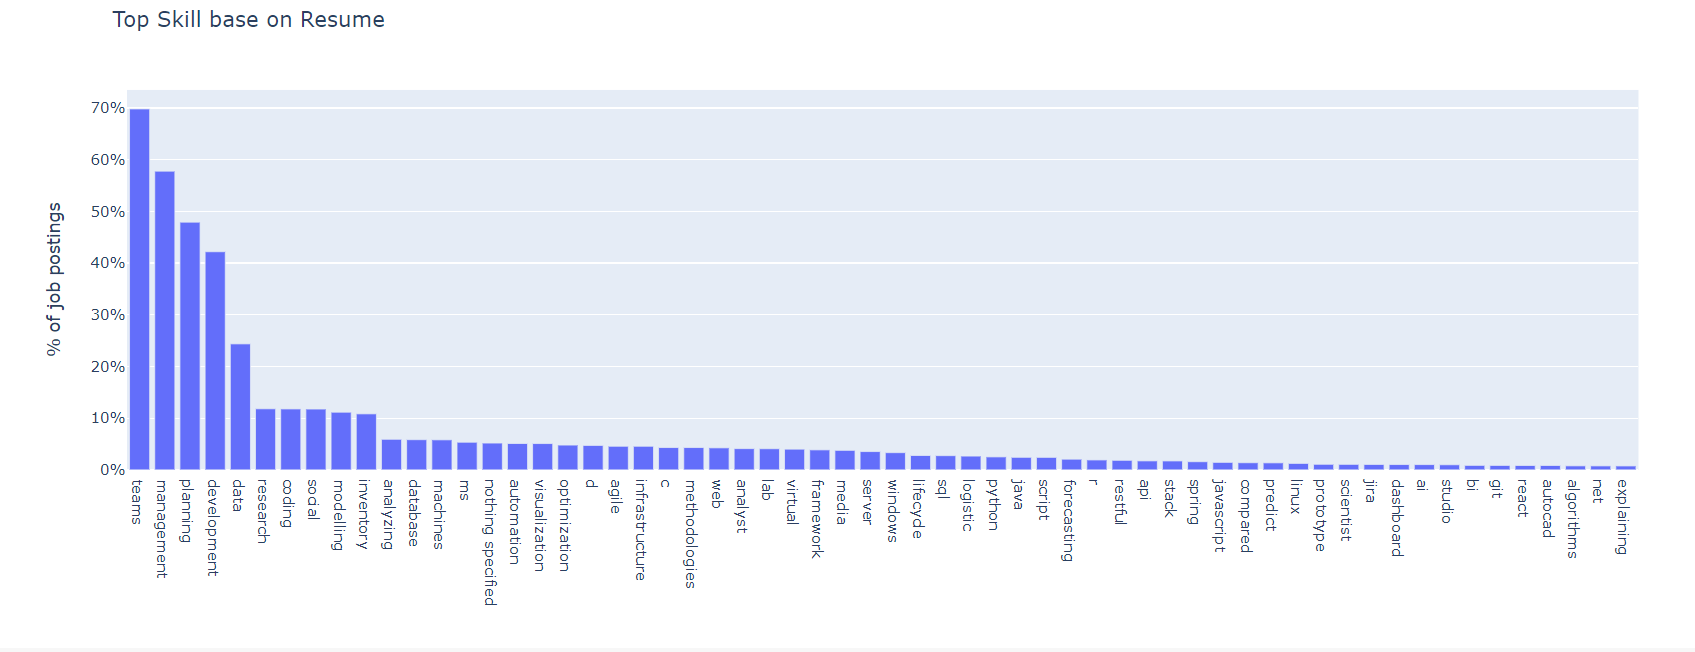 Top Skill base on Resume
% of job postings
70%
60%
50%
40%
30%
20%
10%
0%
teams
management
planning
development
data
research
coding
social
modelling
inventory
analyzing
database
machines
ms
nothing specified
automation
visualization
optimization
d
agile
infrastructure
c
methodologies
web
analyst
lab
virtual
framework
media
server
windows
lifecycle
sql
logistic
python
java
script
forecasting
r
restful
api
stack
spring
javascript
compared
predict
linux
prototype
scientist
jira
dashboard
ai
studio
bi
git
react
autocad
algorithms
net
explaining